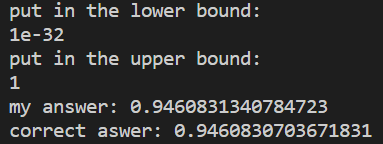 put in the lower bound:
1e-32
put in the upper bound:
1
my answer: 0.9460831340784723
correct aswer: 0.9460830703671831